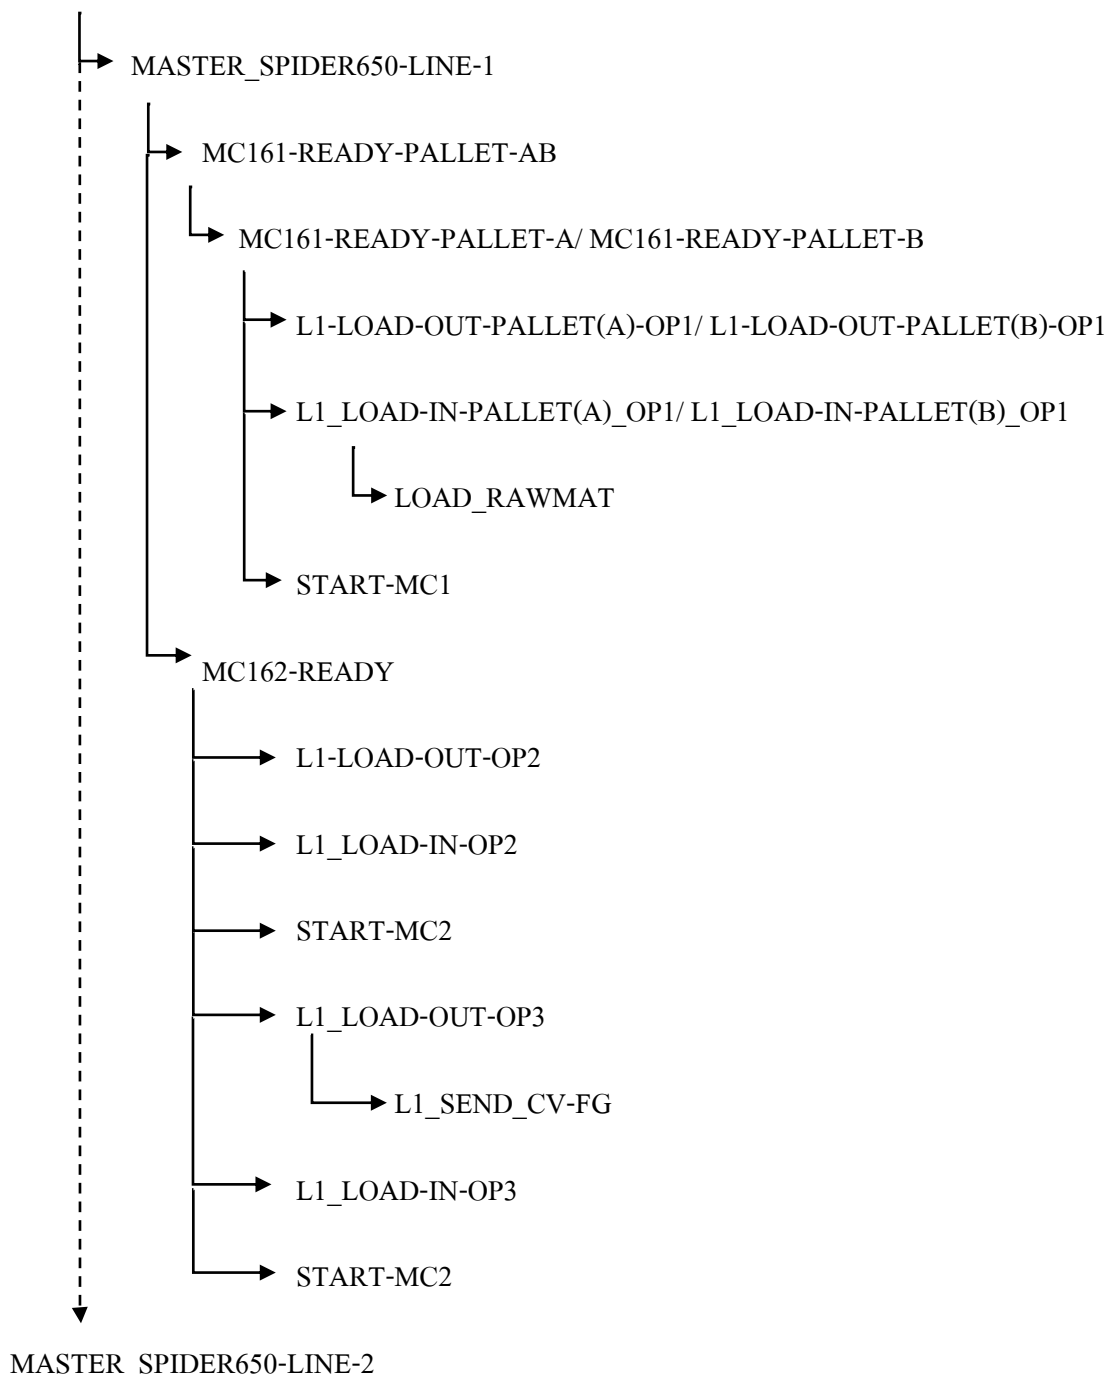 MASTER_SPIDER650-LINE-1
MC161-READY-PALLET-AB
MC161-READY-PALLET-A/ MC161-READY-PALLET-B
L1-LOAD-OUT-PALLET(A)-OP1/ L1-LOAD-OUT-PALLET(B)-OP1
L1_LOAD-IN-PALLET(A)_OP1/ L1_LOAD-IN-PALLET(B)_OP1
LOAD_RAWMAT
START-MC1
MC162-READY
L1-LOAD-OUT-OP2
L1_LOAD-IN-OP2
START-MC2
L1_LOAD-OUT-OP3
L1_SEND_CV-FG
L1_LOAD-IN-OP3
START-MC2
MASTER SPIDER650-LINE-2